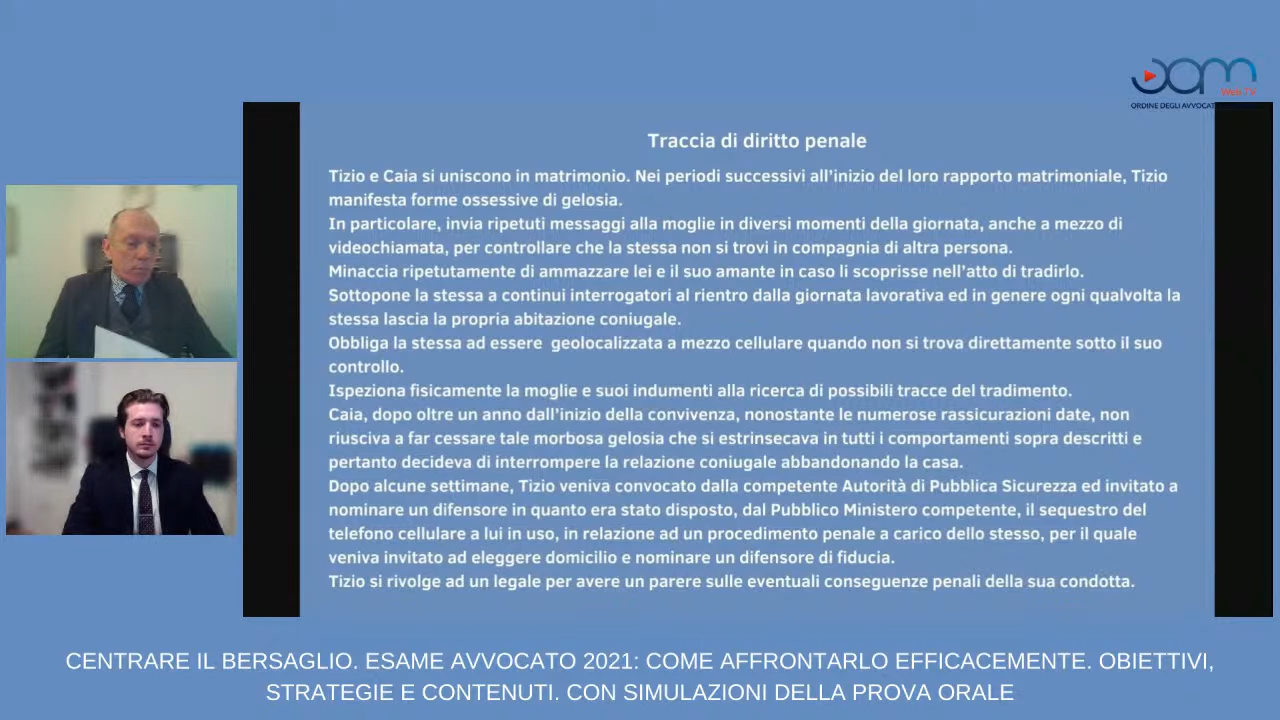 oam
Web TV
ORDINE DEGLI AVVOCAT
Traccia di diritto penale
Tizio e Caia si uniscono in matrimonio. Nei periodi successivi all'inizio del loro rapporto matrimoniale, Tizio
manifesta forme ossessive di gelosia.
In particolare, invia ripetuti messaggi alla moglie in diversi momenti della giornata, anche a mezzo di
videochiamata, per controllare che la stessa non si trovi in compagnia di altra persona.
Minaccia ripetutamente di ammazzare lei e il suo amante in caso li scoprisse nell'atto di tradirlo.
Sottopone la stessa a continui interrogatori al rientro dalla giornata lavorativa ed in genere ogni qualvolta la
stessa lascia la propria abitazione coniugale.
Obbliga la stessa ad essere geolocalizzata a mezzo cellulare quando non si trova direttamente sotto il suo
controllo.
Ispeziona fisicamente la moglie e suoi indumenti alla ricerca di possibili tracce del tradimento.
Caia, dopo oltre un anno dall'inizio della convivenza, nonostante le numerose rassicurazioni date, non
riusciva a far cessare tale morbosa gelosia che si estrinsecava in tutti i comportamenti sopra descritti e
pertanto decideva di interrompere la relazione coniugale abbandonando la casa.
Dopo alcune settimane, Tizio veniva convocato dalla competente Autorità di Pubblica Sicurezza ed invitato a
nominare un difensore in quanto era stato disposto, dal Pubblico Ministero competente, il sequestro del
telefono cellulare a lui in uso, in relazione ad un procedimento penale a carico dello stesso, per il quale
veniva invitato ad eleggere domicilio e nominare un difensore di fiducia.
Tizio si rivolge ad un legale per avere un parere sulle eventuali conseguenze penali della sua condotta.
CENTRARE IL BERSAGLIO. ESAME AVVOCATO 2021: COME AFFRONTARLO EFFICACEMENTE. OBIETTIVI,
STRATEGIE E CONTENUTI. CON SIMULAZIONI DELLA PROVA ORALE